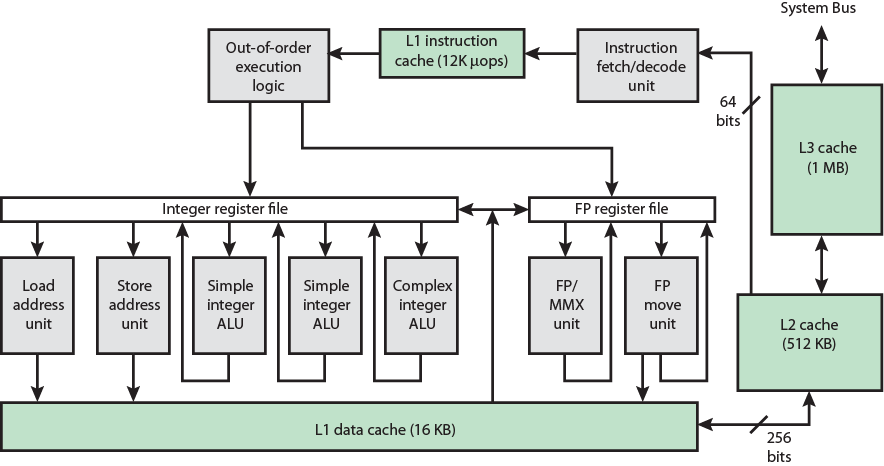 System Bus
Out-of-order
execution
logic
L1 instruction
cache (12K μops)
Instruction
fetch/decode
unit
64
bits
L3 cache
(1 MB)
Integer register file
FP register file
Load
address
unit
Store
address
unit
Simple
integer
ALU
Simple
integer
ALU
Complex
integer
ALU
FP/
MMX
unit
FP
move
unit
L2 cache
(512 KB)
L1 data cache (16 KB)
256
bits